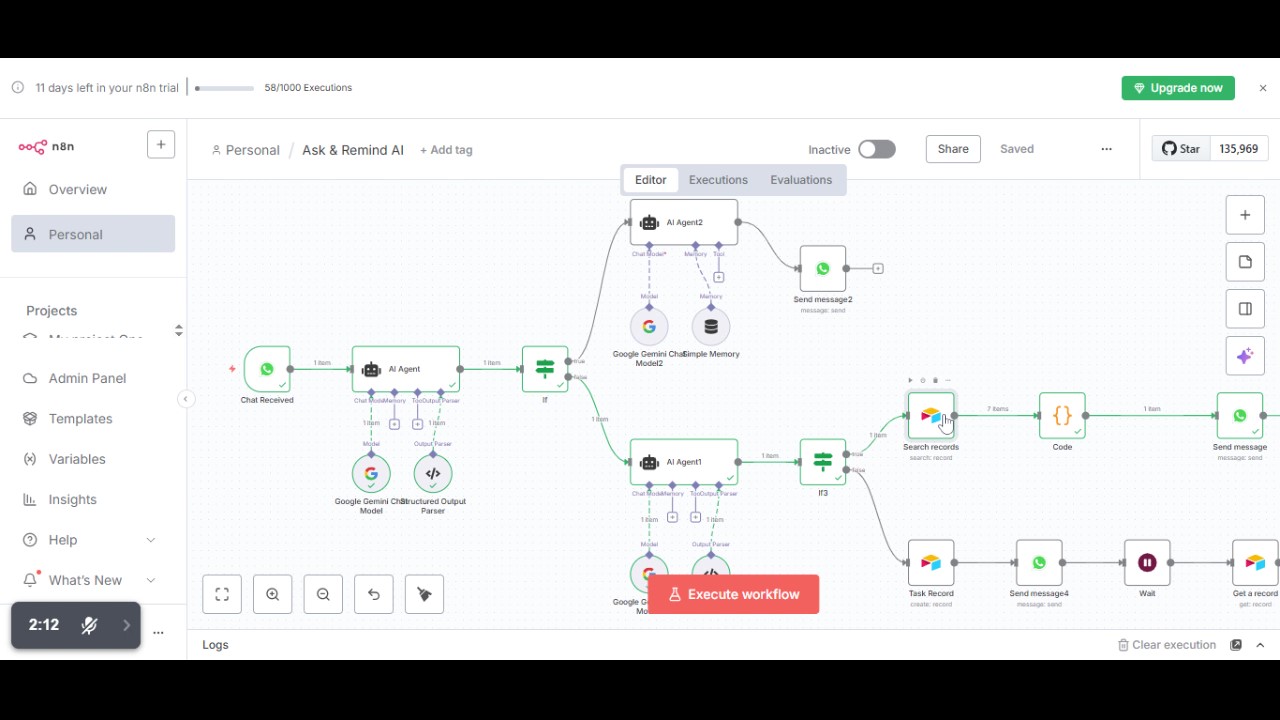 11 days left in your n8n trial
58/1000 Executions
Upgrade now
n8n
Personal / Ask & Remind AI + Add tag
Inactive
Share
Saved
Star 135,969
Editor
Executions
Evaluations
Overview
Personal
Projects
Admin Panel
Templates
Variables
Insights
Help
What's New
2:12
AI Agent2
Chat Model*
Memory
Tool
Model
Memory
Google Gemini Chat
Model2
Simple Memory
Send message2
message: send
Chat Received
1 item
AI Agent
1 item
If
true
false
Chat Model
Memory
Tool
Output Parser
1 item
1 item
Model
Output Parser
Google Gemini Chat
Model
Structured Output
Parser
1 item
AI Agent1
1 item
If3
true
false
Chat Model
Memory
Tool
Output Parser
1 item
1 item
Model
Output Parser
Google G
Mo
1 item
Search records
search: record
7 items
Code
1 item
Send message
message: send
Task Record
create: record
Send message4
message: send
Wait
Get a record
get: record
Execute workflow
Logs
Clear execution